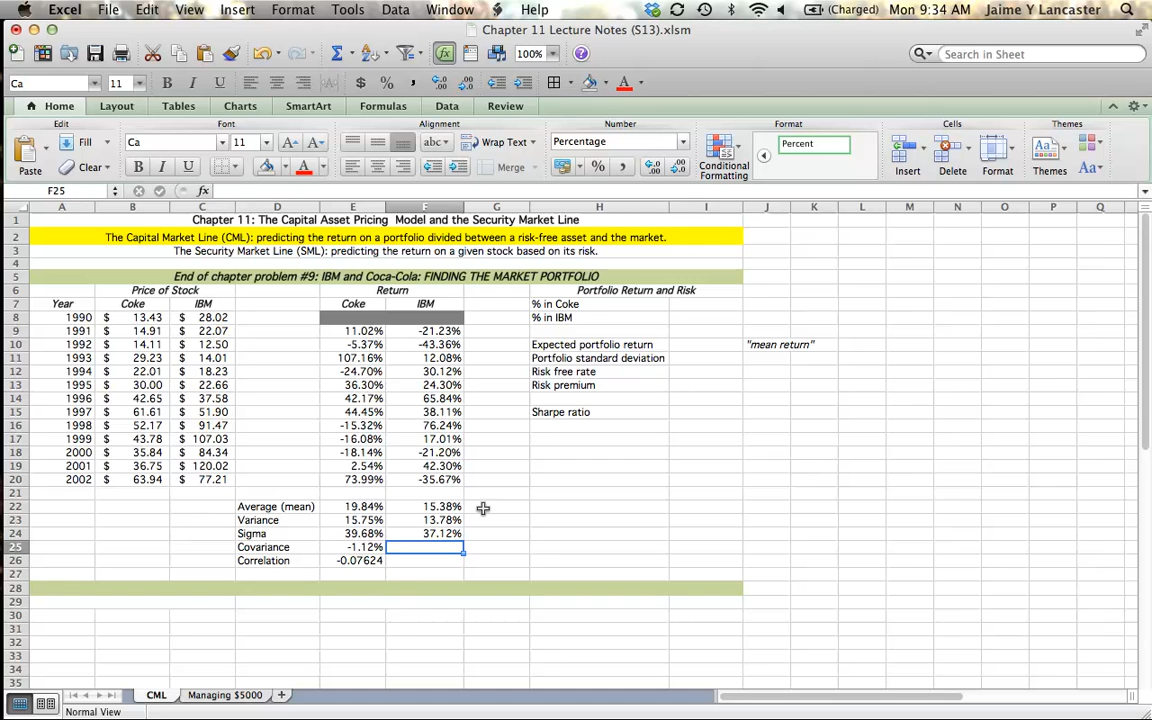 Excel File Edit View Insert Format Tools Data Window Help (Charged) Mon 9:34 AM Jaime Y Lancaster
Chapter 11 Lecture Notes (S13).xlsm
100% Search in Sheet
Ca 11 B I U $ %
Home Layout Tables Charts SmartArt Formulas Data Review
Edit Font Alignment Number Format Cells Themes
Paste Fill Clear Ca 11 B I U abc Wrap Text Merge Percentage % Conditional Formatting Percent Insert Delete Format Themes Aa
F25 fx
A B C D E F G H I J K L M N O P Q
1 Chapter 11: The Capital Asset Pricing Model and the Security Market Line
2 The Capital Market Line (CML): predicting the return on a portfolio divided between a risk-free asset and the market.
3 The Security Market Line (SML): predicting the return on a given stock based on its risk.
4
5 End of chapter problem #9: IBM and Coca-Cola: FINDING THE MARKET PORTFOLIO
6 Price of Stock Return Portfolio Return and Risk
7 Year Coke IBM Coke IBM % in Coke
8 1990 $ 13.43 $ 28.02 % in IBM
9 1991 $ 14.91 $ 22.07 11.02% -21.23%
10 1992 $ 14.11 $ 12.50 -5.37% -43.36% Expected portfolio return "mean return"
11 1993 $ 29.23 $ 14.01 107.16% 12.08% Portfolio standard deviation
12 1994 $ 22.01 $ 18.23 -24.70% 30.12% Risk free rate
13 1995 $ 30.00 $ 22.66 36.30% 24.30% Risk premium
14 1996 $ 42.65 $ 37.58 42.17% 65.84%
15 1997 $ 61.61 $ 51.90 44.45% 38.11% Sharpe ratio
16 1998 $ 52.17 $ 91.47 -15.32% 76.24%
17 1999 $ 43.78 $ 107.03 -16.08% 17.01%
18 2000 $ 35.84 $ 84.34 -18.14% -21.20%
19 2001 $ 36.75 $ 120.02 2.54% 42.30%
20 2002 $ 63.94 $ 77.21 73.99% -35.67%
21
22 Average (mean) 19.84% 15.38%
23 Variance 15.75% 13.78%
24 Sigma 39.68% 37.12%
25 Covariance -1.12%
26 Correlation -0.07624
27
28
29
30
31
32
33
34
35
CML Managing $5000
Normal View